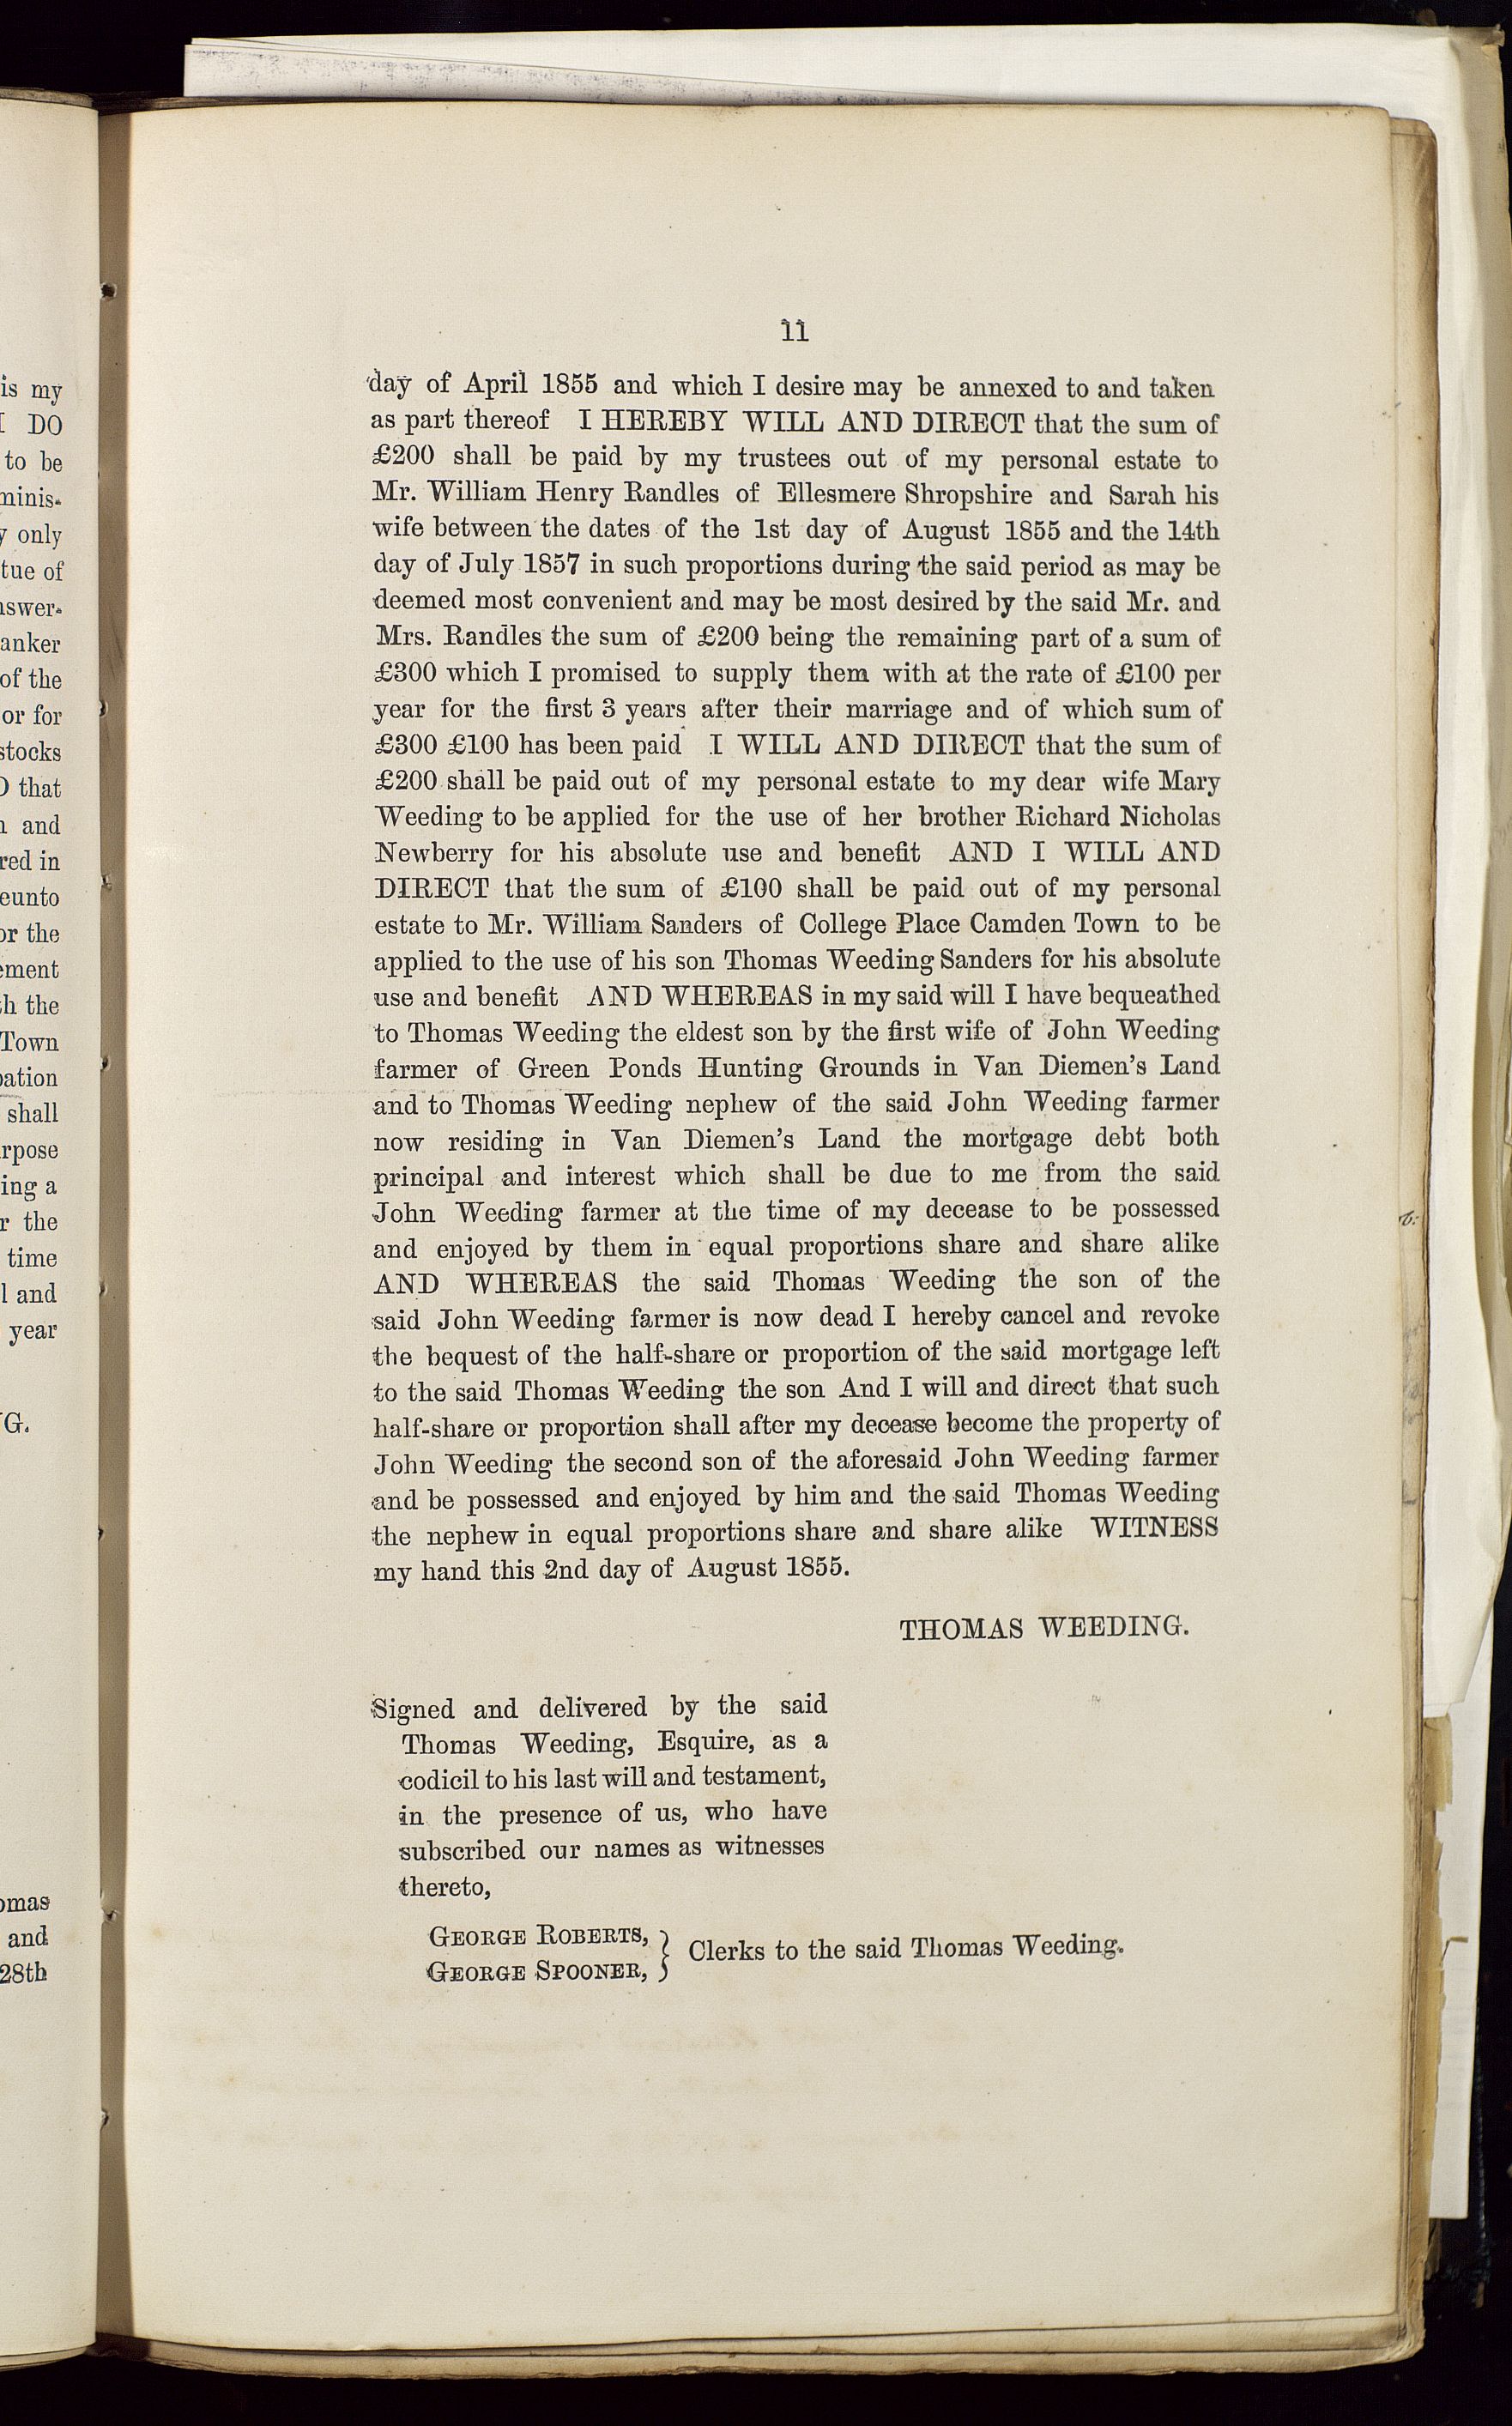 11
day of April 1855 and which I desire may be annexed to and taken
as part thereof I HEREBY WILL AND DIRECT that the sum of
£200 shall be paid by my trustees out of my personal estate to
Mr. William Henry Randles of Ellesmere Shropshire and Sarah his
wife between the dates of the 1st day of August 1855 and the 14th
day of July 1857 in such proportions during the said period as may be
deemed most convenient and may be most desired by the said Mr. and
Mrs. Randles the sum of £200 being the remaining part of a sum of
£300 which I promised to supply them with at the rate of £100 per
year for the first 3 years after their marriage and of which sum of
£300 £100 has been paid I WILL AND DIRECT that the sum of
£200 shall be paid out of my personal estate to my dear wife Mary
Weeding to be applied for the use of her brother Richard Nicholas
Newberry for his absolute use and benefit AND I WILL AND
DIRECT that the sum of £100 shall be paid out of my personal
estate to Mr. William Sanders of College Place Camden Town to be
applied to the use of his son Thomas Weeding Sanders for his absolute
use and benefit AND WHEREAS in my said will I have bequeathed
to Thomas Weeding the eldest son by the first wife of John Weeding
farmer of Green Ponds Hunting Grounds in Van Diemen's Land
and to Thomas Weeding nephew of the said John Weeding farmer
now residing in Van Diemen's Land the mortgage debt both
principal and interest which shall be due to me from the said
John Weeding farmer at the time of my decease to be possessed
and enjoyed by them in equal proportions share and share alike
AND WHEREAS the said Thomas Weeding the son of the
said John Weeding farmer is now dead I hereby cancel and revoke
the bequest of the half-share or proportion of the said mortgage left
to the said Thomas Weeding the son And I will and direct that such
half-share or proportion shall after my decease become the property of
John Weeding the second son of the aforesaid John Weeding farmer
and be possessed and enjoyed by him and the said Thomas Weeding
the nephew in equal proportions share and share alike WITNESS
my hand this 2nd day of August 1855.
THOMAS WEEDING.
Signed and delivered by the said
Thomas Weeding, Esquire, as a
codicil to his last will and testament,
in the presence of us, who have
subscribed our names as witnesses
thereto,
GEORGE ROBERTS,
GEORGE SPOONER, } Clerks to the said Thomas Weeding.